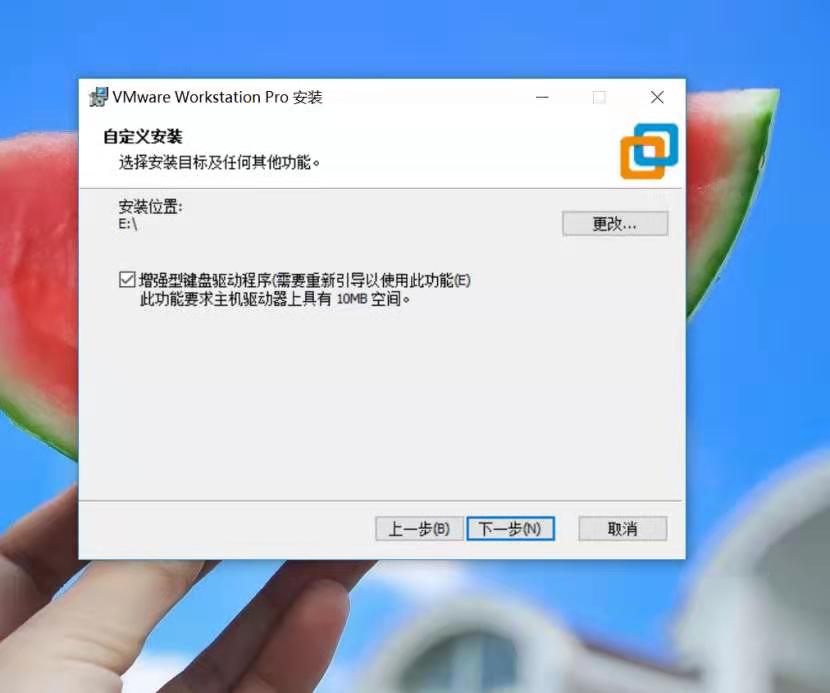 VMware Workstation Pro 安装
自定义安装
选择安装目标及任何其他功能。
安装位置:
E:\
更改...
增强型键盘驱动程序(需要重新引导以使用此功能(E)
此功能要求主机驱动器上具有 10MB 空间。
上一步(B) 下一步(N) 取消